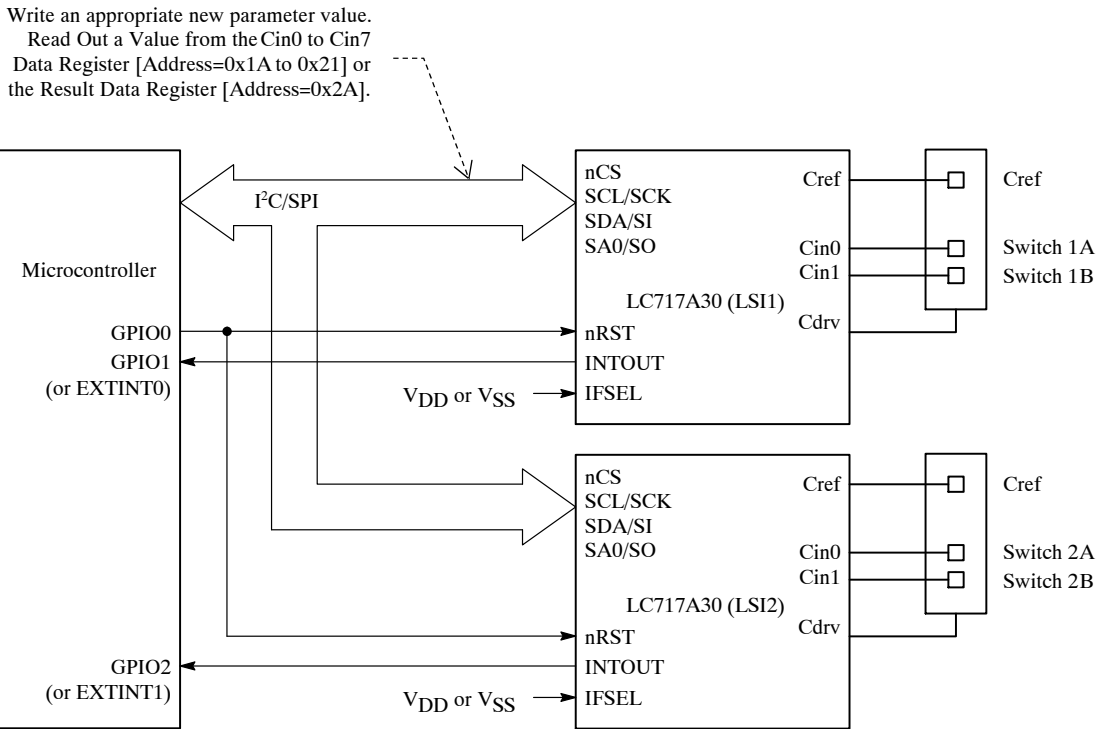 Write an appropriate new parameter value.
Read Out a Value from the Cin0 to Cin7
Data Register [Address=0x1A to 0x21] or
the Result Data Register [Address=0x2A].
I²C/SPI
Microcontroller
GPIO0
GPIO1
(or EXTINT0)
GPIO2
(or EXTINT1)
nCS
SCL/SCK
SDA/SI
SA0/SO
LC717A30 (LSI1)
nRST
INTOUT
IFSEL
VDD or VSS
Cref
Cin0
Cin1
Cdrv
Cref
Switch 1A
Switch 1B
nCS
SCL/SCK
SDA/SI
SA0/SO
LC717A30 (LSI2)
nRST
INTOUT
IFSEL
VDD or VSS
Cref
Cin0
Cin1
Cdrv
Cref
Switch 2A
Switch 2B